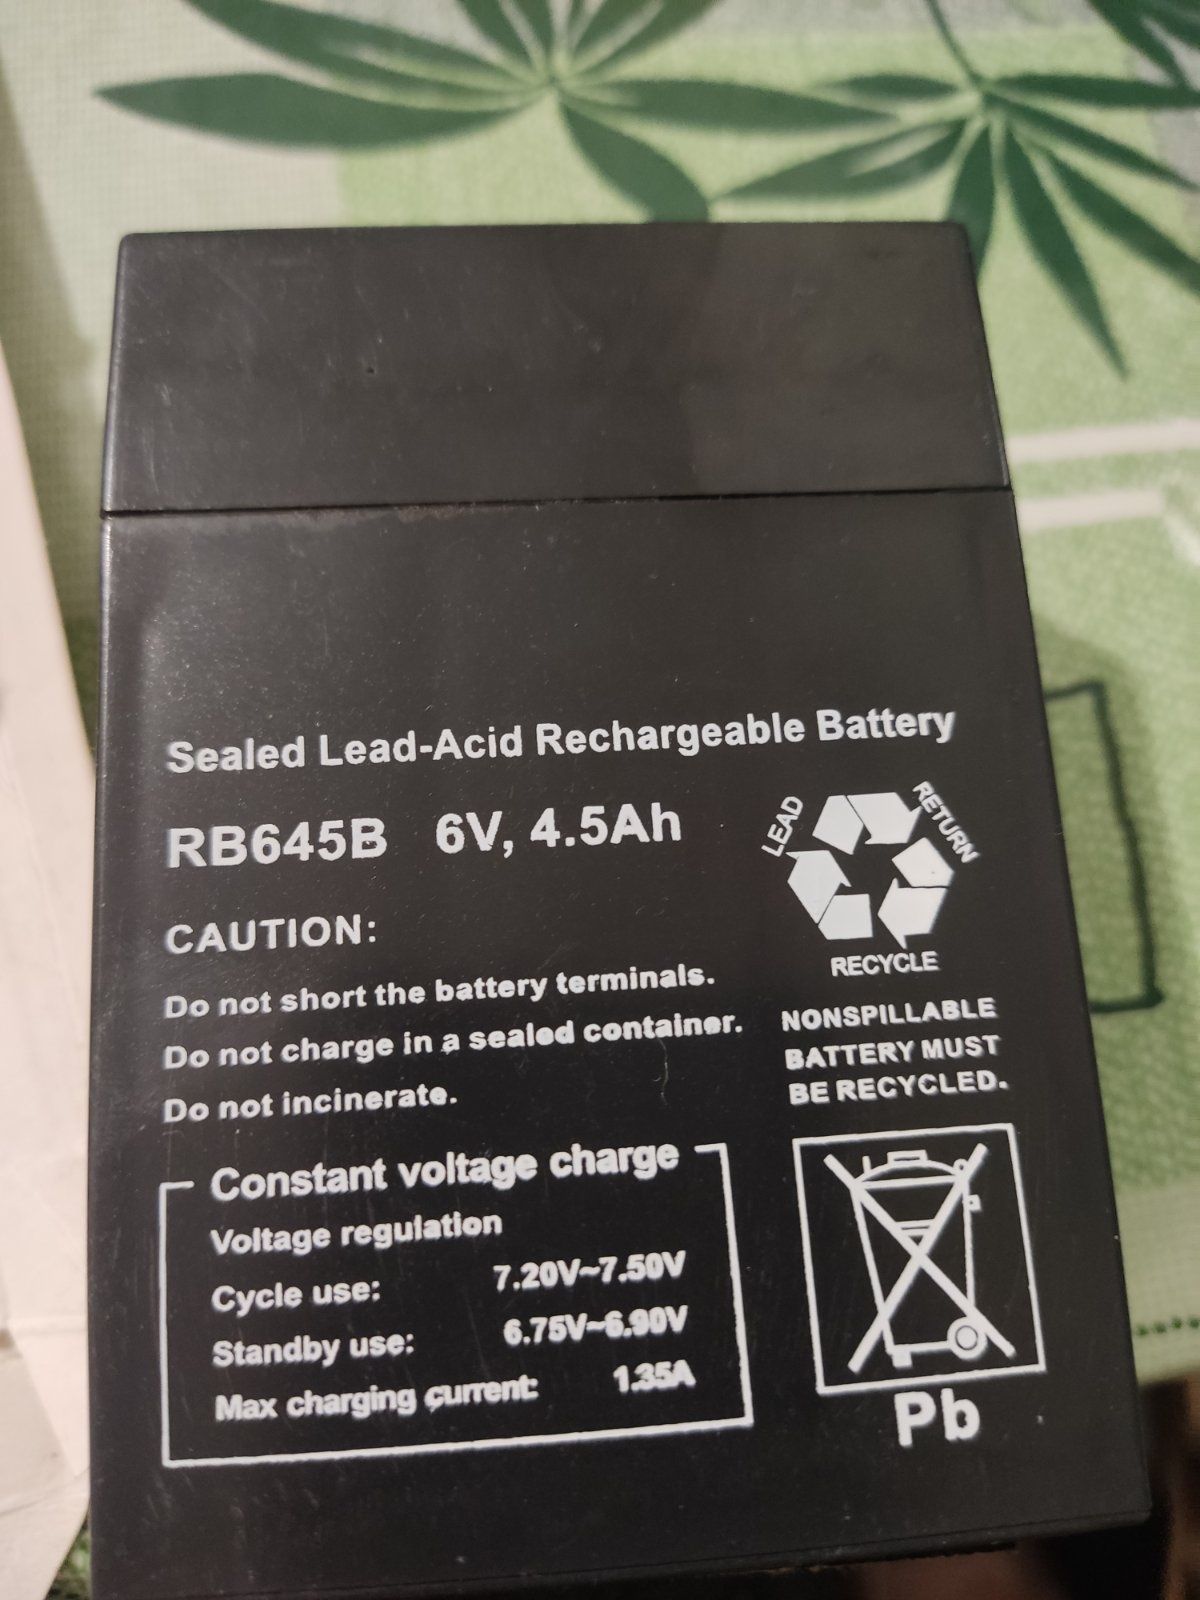 Sealed Lead-Acid Rechargeable Battery
RB645B 6V, 4.5Ah
LEAD
RETURN
RECYCLE
CAUTION:
Do not short the battery terminals.
Do not charge in a sealed container.
Do not incinerate.
NONSPILLABLE
BATTERY MUST
BE RECYCLED.
Constant voltage charge
Voltage regulation
Cycle use: 7.20V~7.50V
Standby use: 6.75V~6.90V
Max charging current: 1.35A
Pb